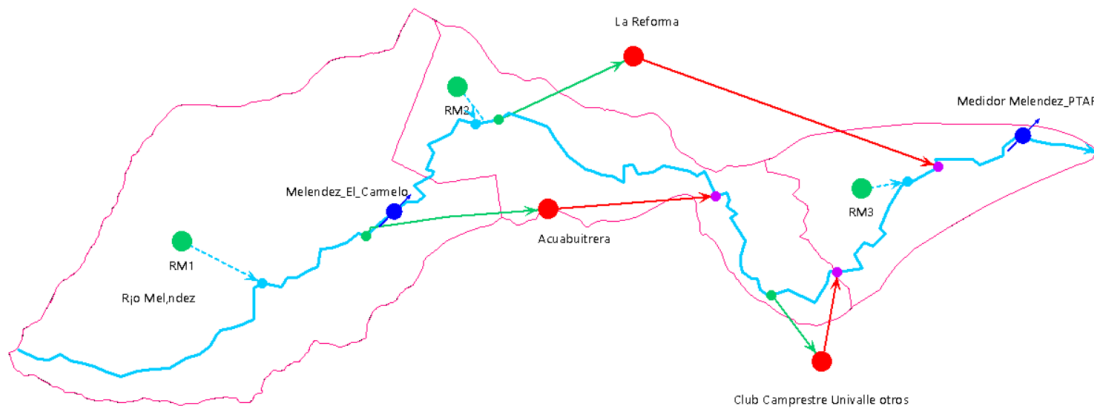 La Reforma
RM2
Medidor Melendez_PTAR
Melendez_El_Carmelo
RM3
Acuabuitrera
RM1
Rjo Mel,ndez
Club Camprestre Univalle otros